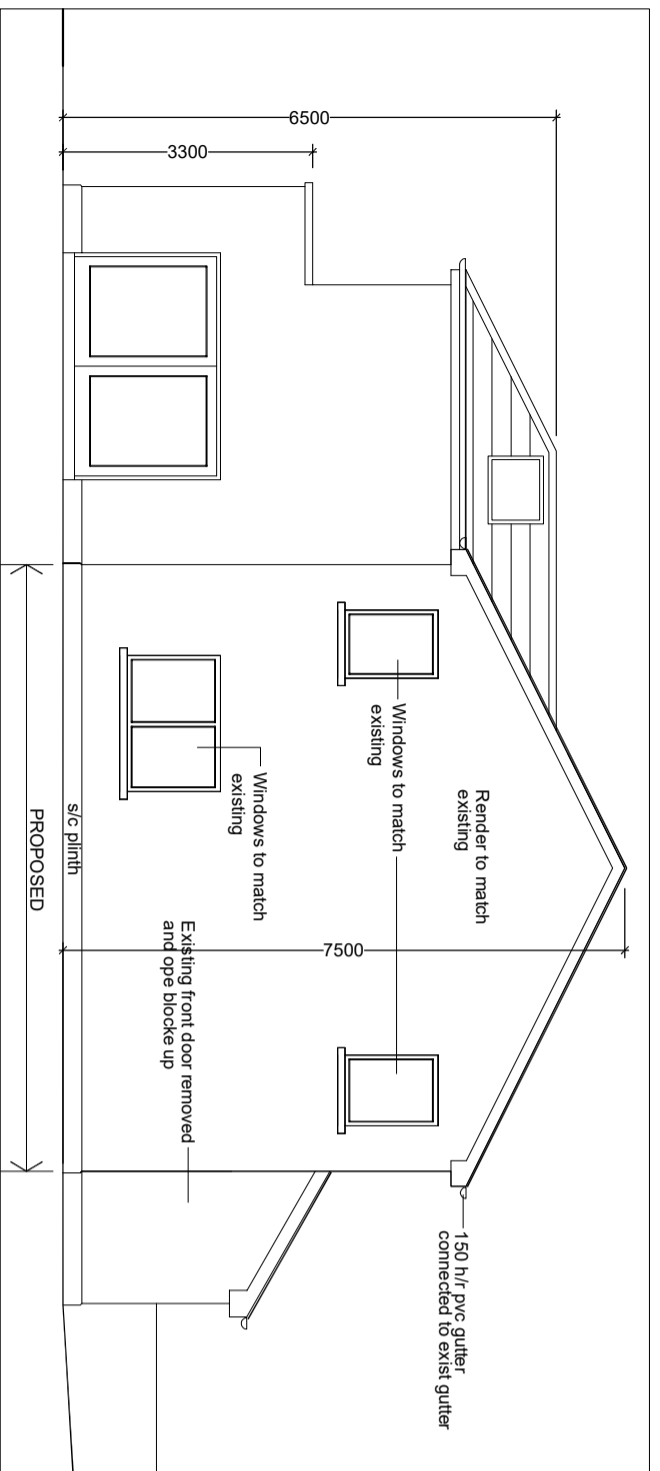 6500
3300
Windows to match
existing
Render to match
existing
150 h/r pvc gutter
connected to exist gutter
7500
Windows to match
existing
Existing front door removed
and ope blocke up
s/c plinth
PROPOSED